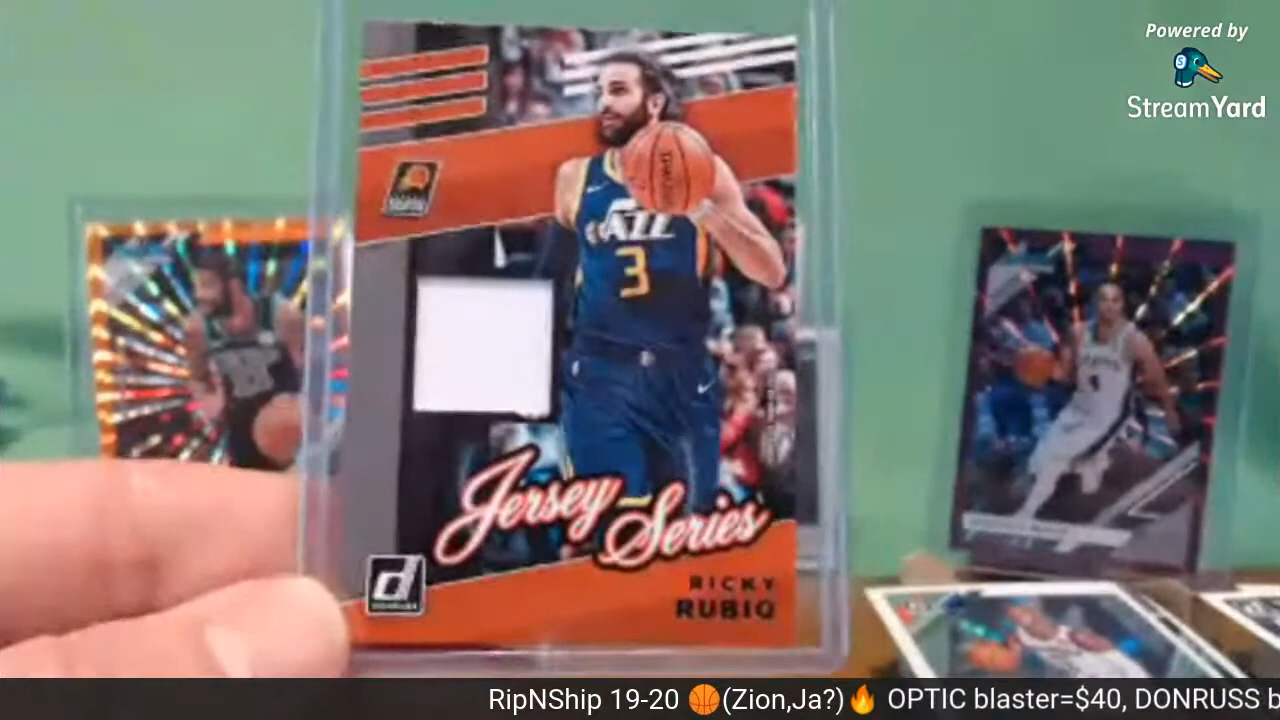 Powered by
StreamYard
JAZZ
3
Jersey-Series
RICKY
RUBIO
RipNShip 19-20 🏀(Zion,Ja?)🔥 OPTIC blaster=$40, DONRUSS b